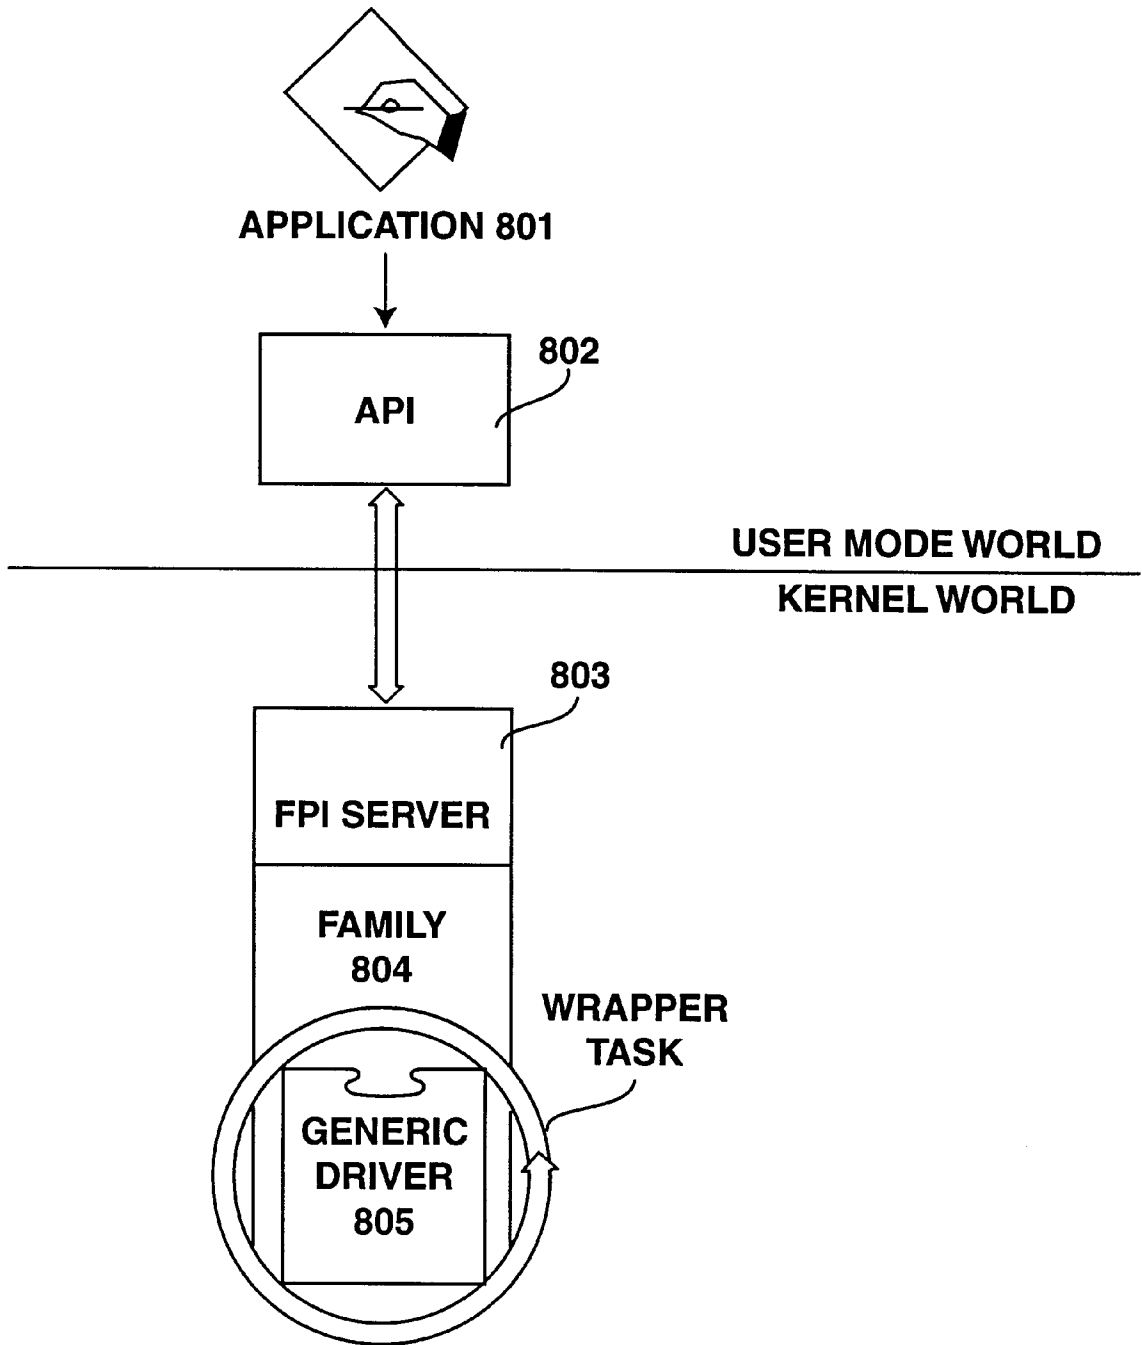 APPLICATION 801
802
API
USER MODE WORLD
KERNEL WORLD
803
FPI SERVER
FAMILY
804
WRAPPER
TASK
GENERIC
DRIVER
805